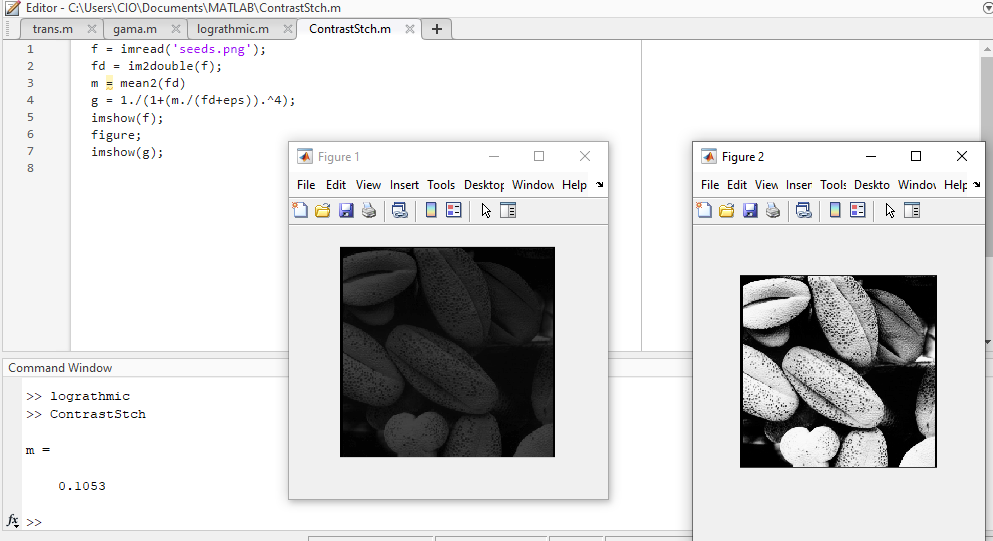 Editor - C:\Users\CIO\Documents\MATLAB\ContrastStch.m
trans.m gama.m lograthmic.m ContrastStch.m
1 f = imread('seeds.png');
2 fd = im2double(f);
3 m = mean2(fd)
4 g = 1./(1+(m./(fd+eps)).^4);
5 imshow(f);
6 figure;
7 imshow(g);
8
Figure 1
File Edit View Insert Tools Desktop Window Help
Figure 2
File Edit View Inser Tools Deskto Window Help
Command Window
>> lograthmic
>> ContrastStch
m =
0.1053
fx >>